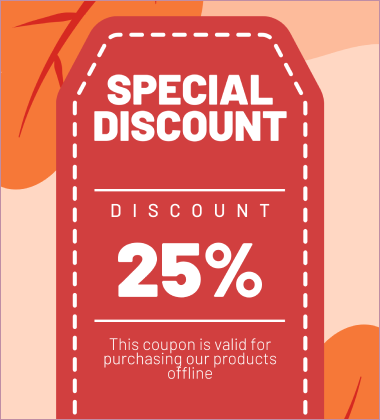 SPECIAL
DISCOUNT
DISCOUNT
25%
This coupon is valid for
purchasing our products
offline